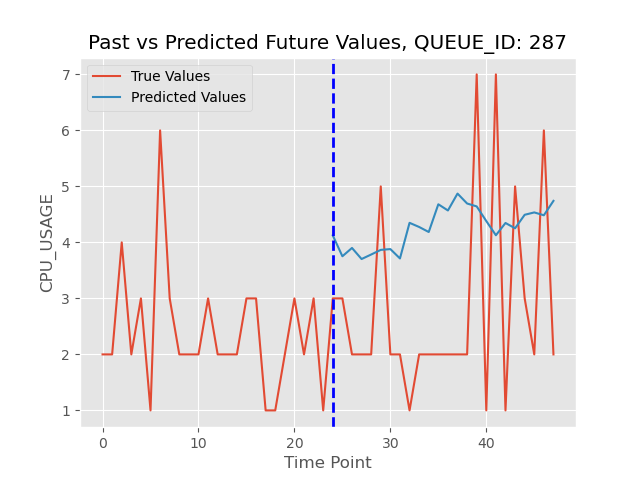 Past vs Predicted Future Values, QUEUE_ID: 287
True Values
Predicted Values
CPU_USAGE
7
6
5
4
3
2
1
0 10 20 30 40
Time Point